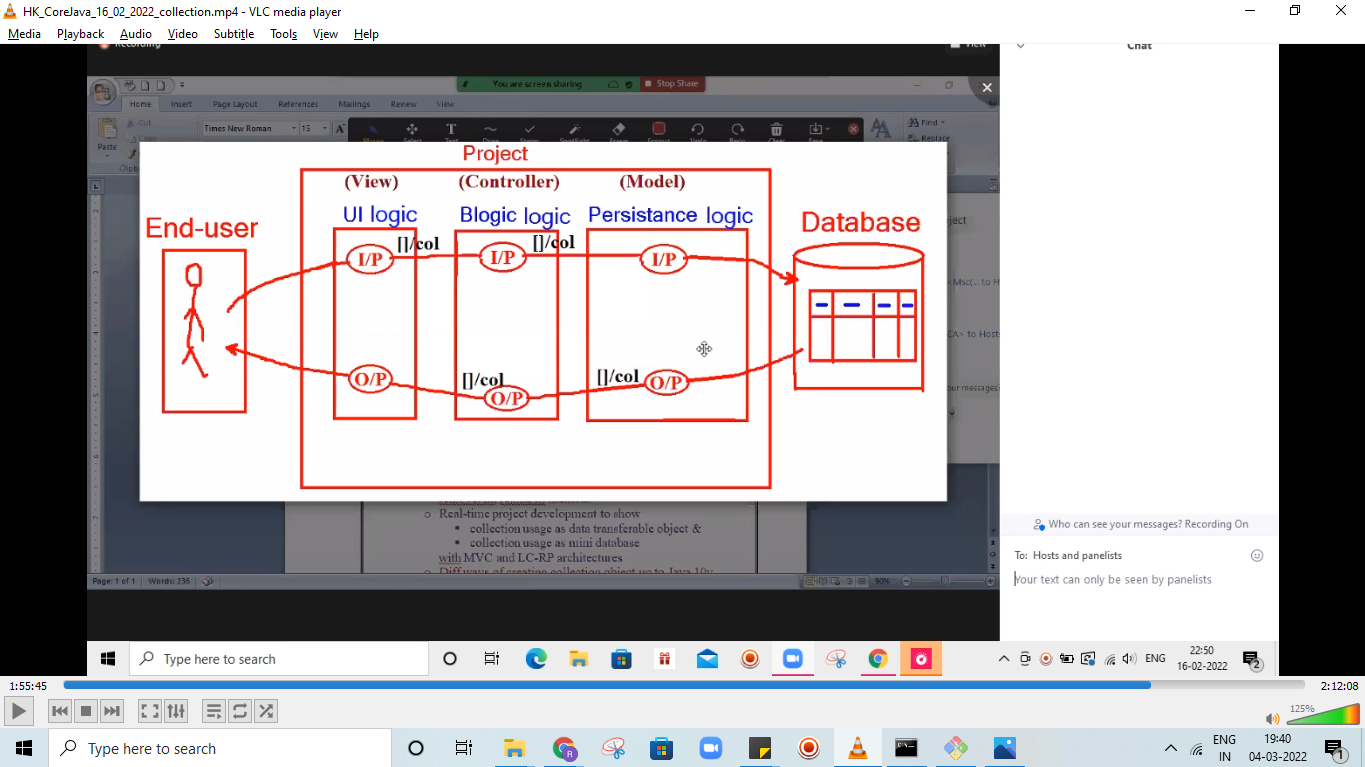 HK_CoreJava_16_02_2022_collection.mp4 - VLC media player
Media Playback Audio Video Subtitle Tools View Help
Recording View Chat
You are screen sharing Stop Share
Home Insert Page Layout References Mailings Review View
Cut Times New Roman 15 A Find
Paste Replace
Project
(View) (Controller) (Model)
UI logic Blogic logic Persistance logic
End-user Database
[]/col []/col
I/P I/P I/P
[]/col []/col
O/P O/P O/P
Real-time project development to show
collection usage as data transferable object &
collection usage as mini database
with MVC and LC-RP architectures
Diff ways of creating collection object up to Java 10v
Page: 1 of 1 Words: 236 90%
Who can see your messages? Recording On
To: Hosts and panelists
Your text can only be seen by panelists
Type here to search ENG 22:50
16-02-2022 2
1:55:45 2:12:08
125%
Type here to search ENG 19:40
IN 04-03-2022 1